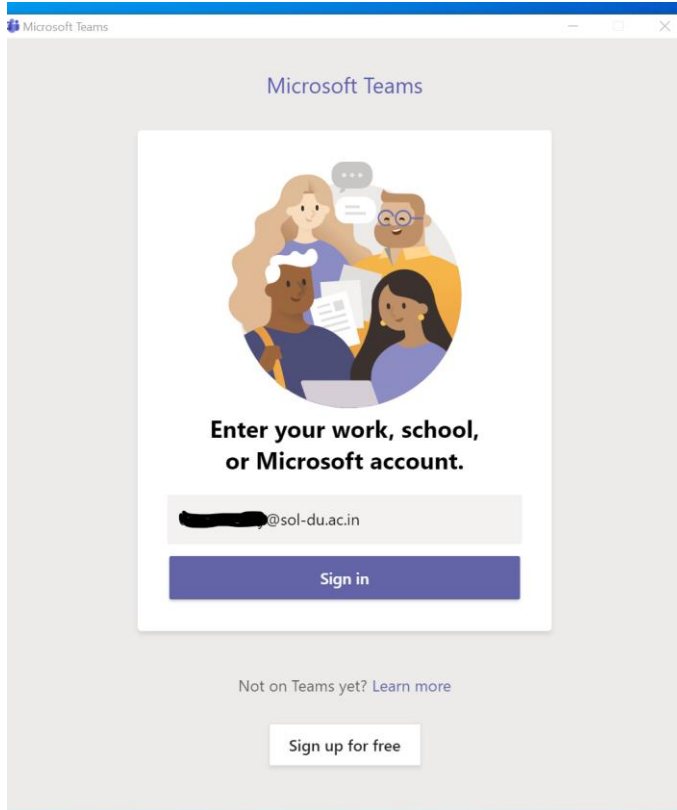 Microsoft Teams
Microsoft Teams
Enter your work, school,
or Microsoft account.
@sol-du.ac.in
Sign in
Not on Teams yet? Learn more
Sign up for free